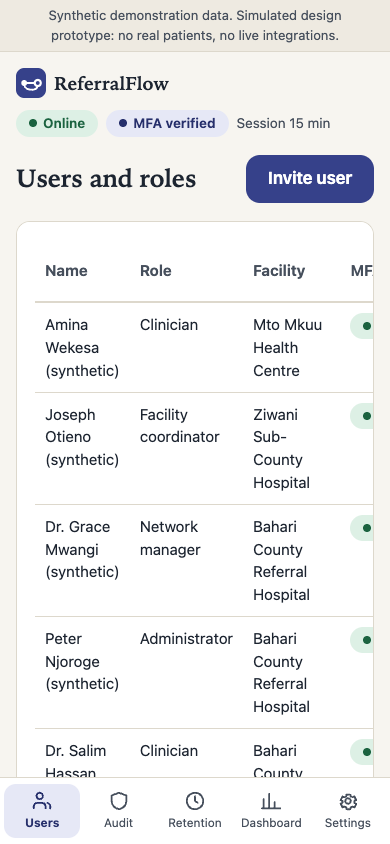 Synthetic demonstration data. Simulated design
prototype: no real patients, no live integrations.
ReferralFlow
Online
MFA verified
Session 15 min
Users and roles
Invite user
Name Role Facility MF
Amina Clinician Mto Mkuu
Wekesa Health
(synthetic) Centre
Joseph Facility Ziwani
Otieno coordinator Sub-
(synthetic) County
Hospital
Dr. Grace Network Bahari
Mwangi manager County
(synthetic) Referral
Hospital
Peter Administrator Bahari
Njoroge County
(synthetic) Referral
Hospital
Dr. Salim Clinician Bahari
Hassan County
Users
Audit
Retention
Dashboard
Settings